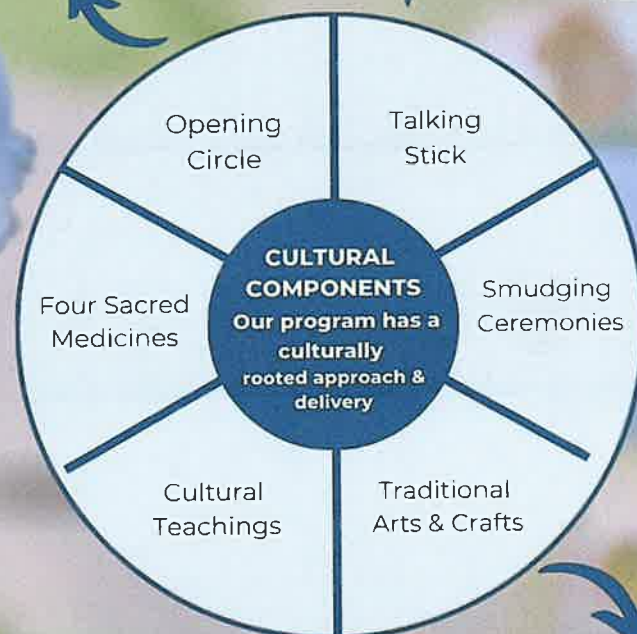 Opening
Circle
Talking
Stick
Four Sacred
Medicines
CULTURAL
COMPONENTS
Our program has a
culturally
rooted approach &
delivery
Smudging
Ceremonies
Cultural
Teachings
Traditional
Arts & Crafts